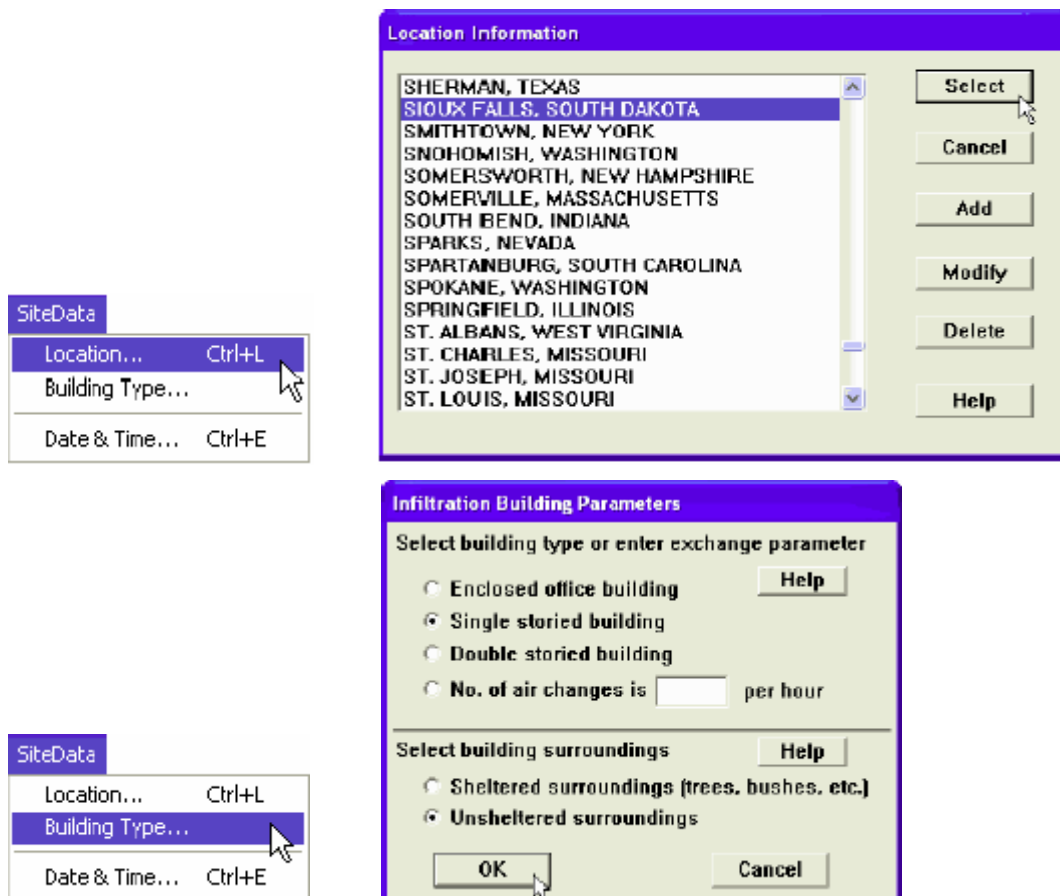 Location Information
SHERMAN, TEXAS
SIOUX FALLS, SOUTH DAKOTA
SMITHTOWN, NEW YORK
SNOHOMISH, WASHINGTON
SOMERSWORTH, NEW HAMPSHIRE
SOMERVILLE, MASSACHUSETTS
SOUTH BEND, INDIANA
SPARKS, NEVADA
SPARTANBURG, SOUTH CAROLINA
SPOKANE, WASHINGTON
SPRINGFIELD, ILLINOIS
ST. ALBANS, WEST VIRGINIA
ST. CHARLES, MISSOURI
ST. JOSEPH, MISSOURI
ST. LOUIS, MISSOURI
Select
Cancel
Add
Modify
Delete
Help
SiteData
Location... Ctrl+L
Building Type...
Date & Time... Ctrl+E
Infiltration Building Parameters
Select building type or enter exchange parameter
Help
Enclosed office building
Single storied building
Double storied building
No. of air changes is per hour
Select building surroundings Help
Sheltered surroundings (trees, bushes, etc.)
Unsheltered surroundings
OK Cancel
SiteData
Location... Ctrl+L
Building Type...
Date & Time... Ctrl+E